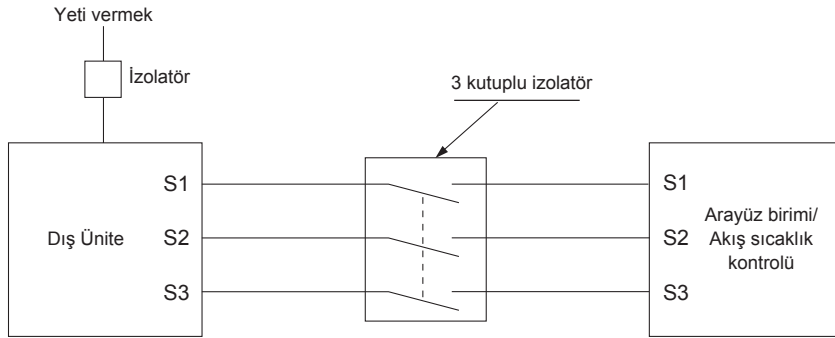 Yeti vermek
İzolatör
3 kutuplu izolatör
S1
S1
Dış Ünite
S2
S2
Arayüz birimi/
Akış sıcaklık
kontrolü
S3
S3